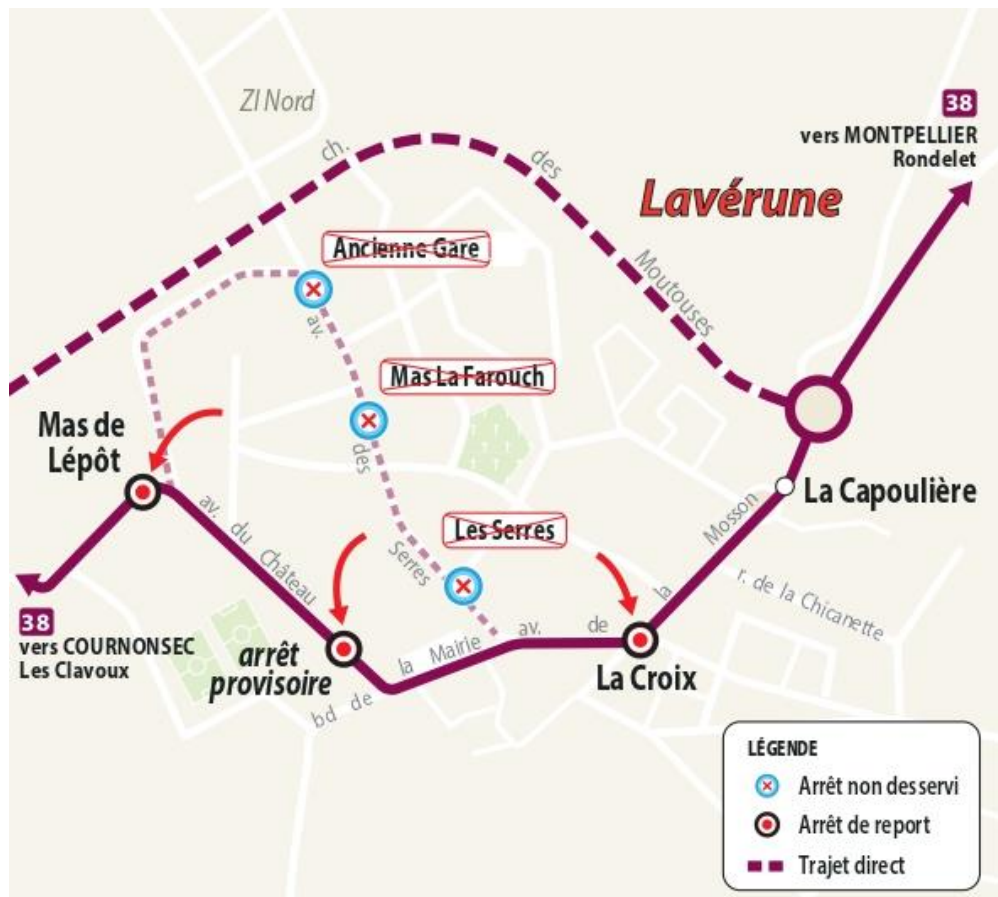 ZI Nord
38
vers MONTPELLIER
Rondelet
ch.
des
Moutouses
Lavérune
Ancienne Gare
av.
Mas La Farouch
des
Mas de
Lépôt
Les Serres
Serres
La Capoulière
Mosson
la
av. du Château
r. de la Chicanette
38
vers COURNONSEC
Les Clavoux
arrêt
provisoire
bd de
la Mairie
av.
de
La Croix
LÉGENDE
Arrêt non desservi
Arrêt de report
Trajet direct